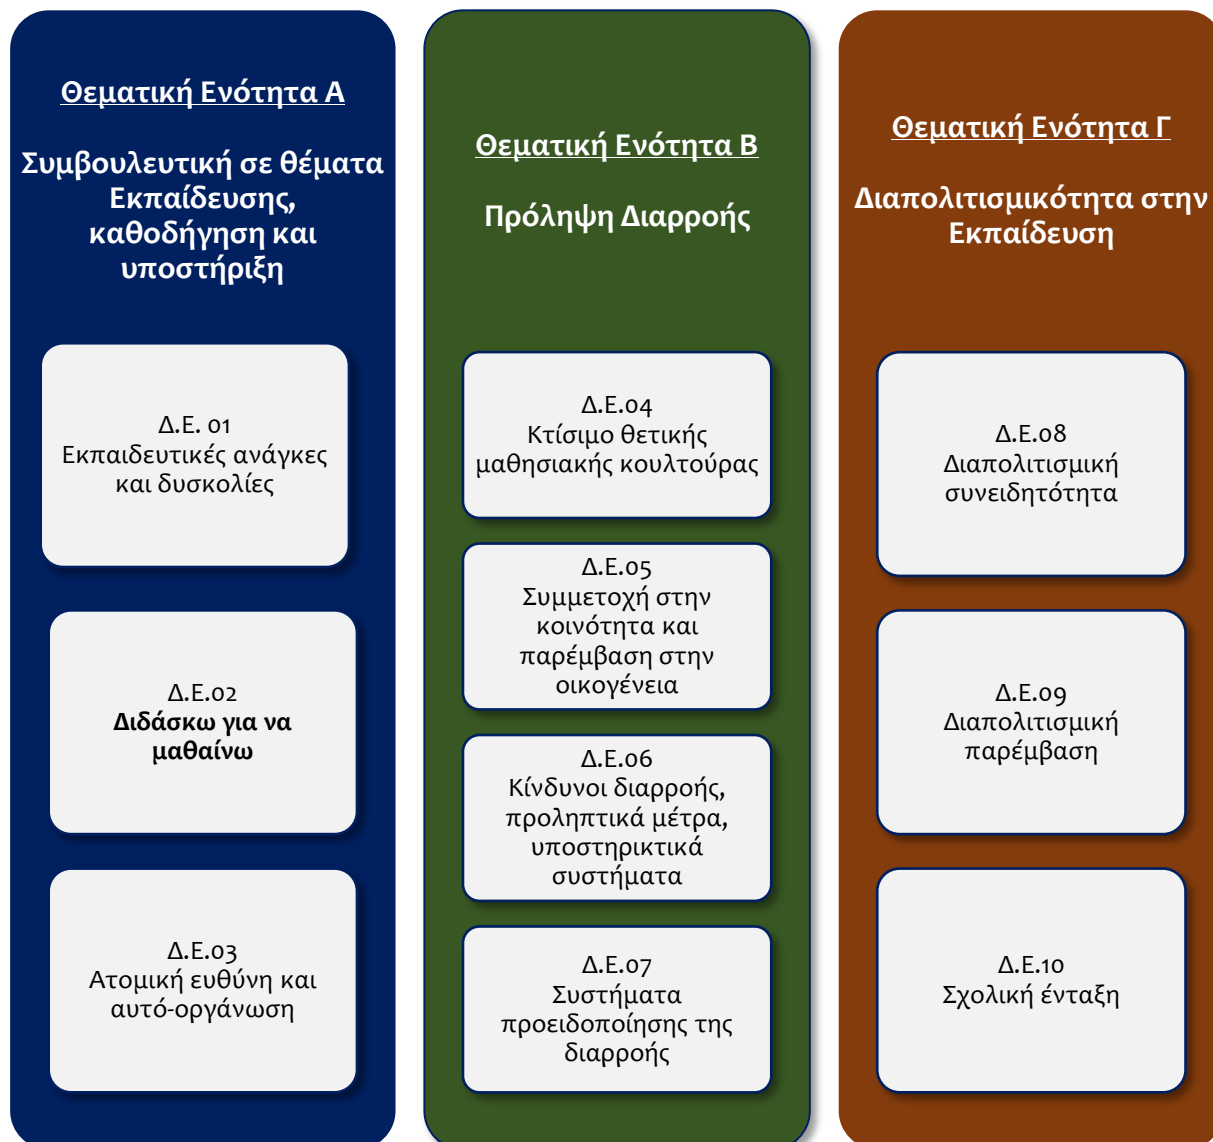 Θεματική Ενότητα Α
Συμβουλευτική σε θέματα
Εκπαίδευσης,
καθοδήγηση και
υποστήριξη
Δ.Ε. 01
Εκπαιδευτικές ανάγκες
και δυσκολίες
Δ.Ε.02
Διδάσκω για να
μαθαίνω
Δ.Ε.03
Ατομική ευθύνη και
αυτό-οργάνωση
Θεματική Ενότητα Β
Πρόληψη Διαρροής
Δ.Ε.04
Κτίσιμο θετικής
μαθησιακής κουλτούρας
Δ.Ε.05
Συμμετοχή στην
κοινότητα και
παρέμβαση στην
οικογένεια
Δ.Ε.06
Κίνδυνοι διαρροής,
προληπτικά μέτρα,
υποστηρικτικά
συστήματα
Δ.Ε.07
Συστήματα
προειδοποίησης της
διαρροής
Θεματική Ενότητα Γ
Διαπολιτισμικότητα στην
Εκπαίδευση
Δ.Ε.08
Διαπολιτισμική
συνειδητότητα
Δ.Ε.09
Διαπολιτισμική
παρέμβαση
Δ.Ε.10
Σχολική ένταξη